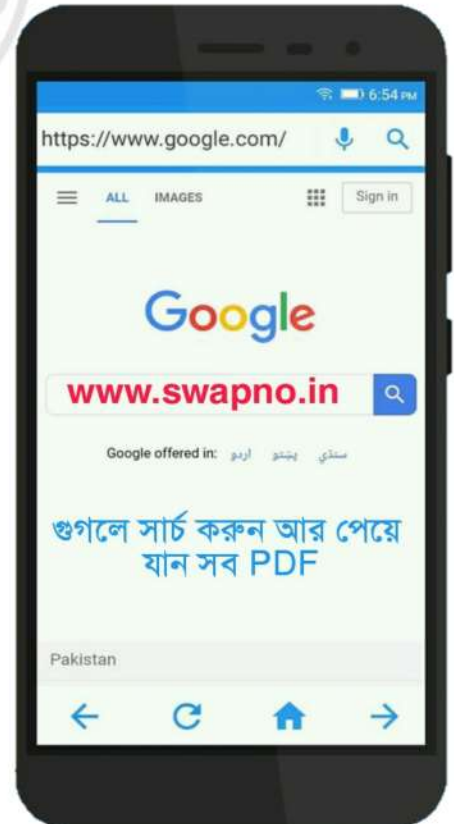 6:54 PM
https://www.google.com/
ALL IMAGES Sign in
Google
www.swapno.in
Google offered in: اردو پښتو سنڌي
গুগলে সার্চ করুন আর পেয়ে
যান সব PDF
Pakistan